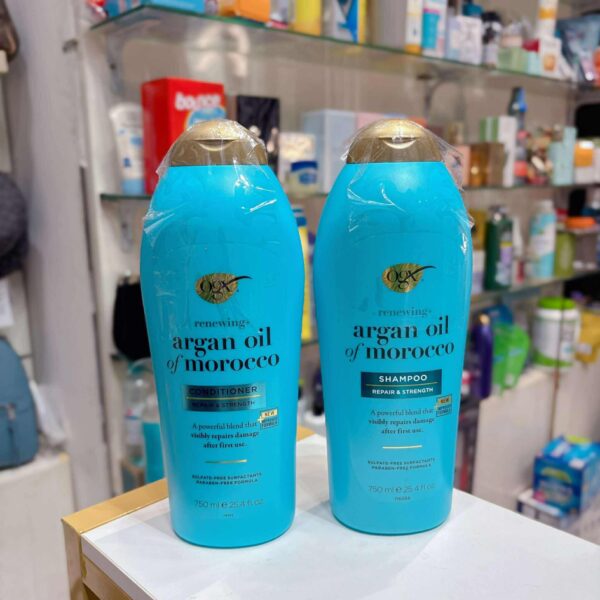 bounce
ogx
renewing+
argan oil
of morocco
CONDITIONER
REPAIR & STRENGTH
NEW
A powerful blend that
visibly repairs damage
after first use.
SULFATE-FREE SURFACTANTS
PARABEN-FREE FORMULA
750 ml e 25.4 fl oz
ogx
renewing+
argan oil
of morocco
SHAMPOO
REPAIR & STRENGTH
NEW
A powerful blend that
visibly repairs damage
after first use.
SULFATE-FREE SURFACTANTS
PARABEN-FREE FORMULA
750 ml e 25.4 fl oz